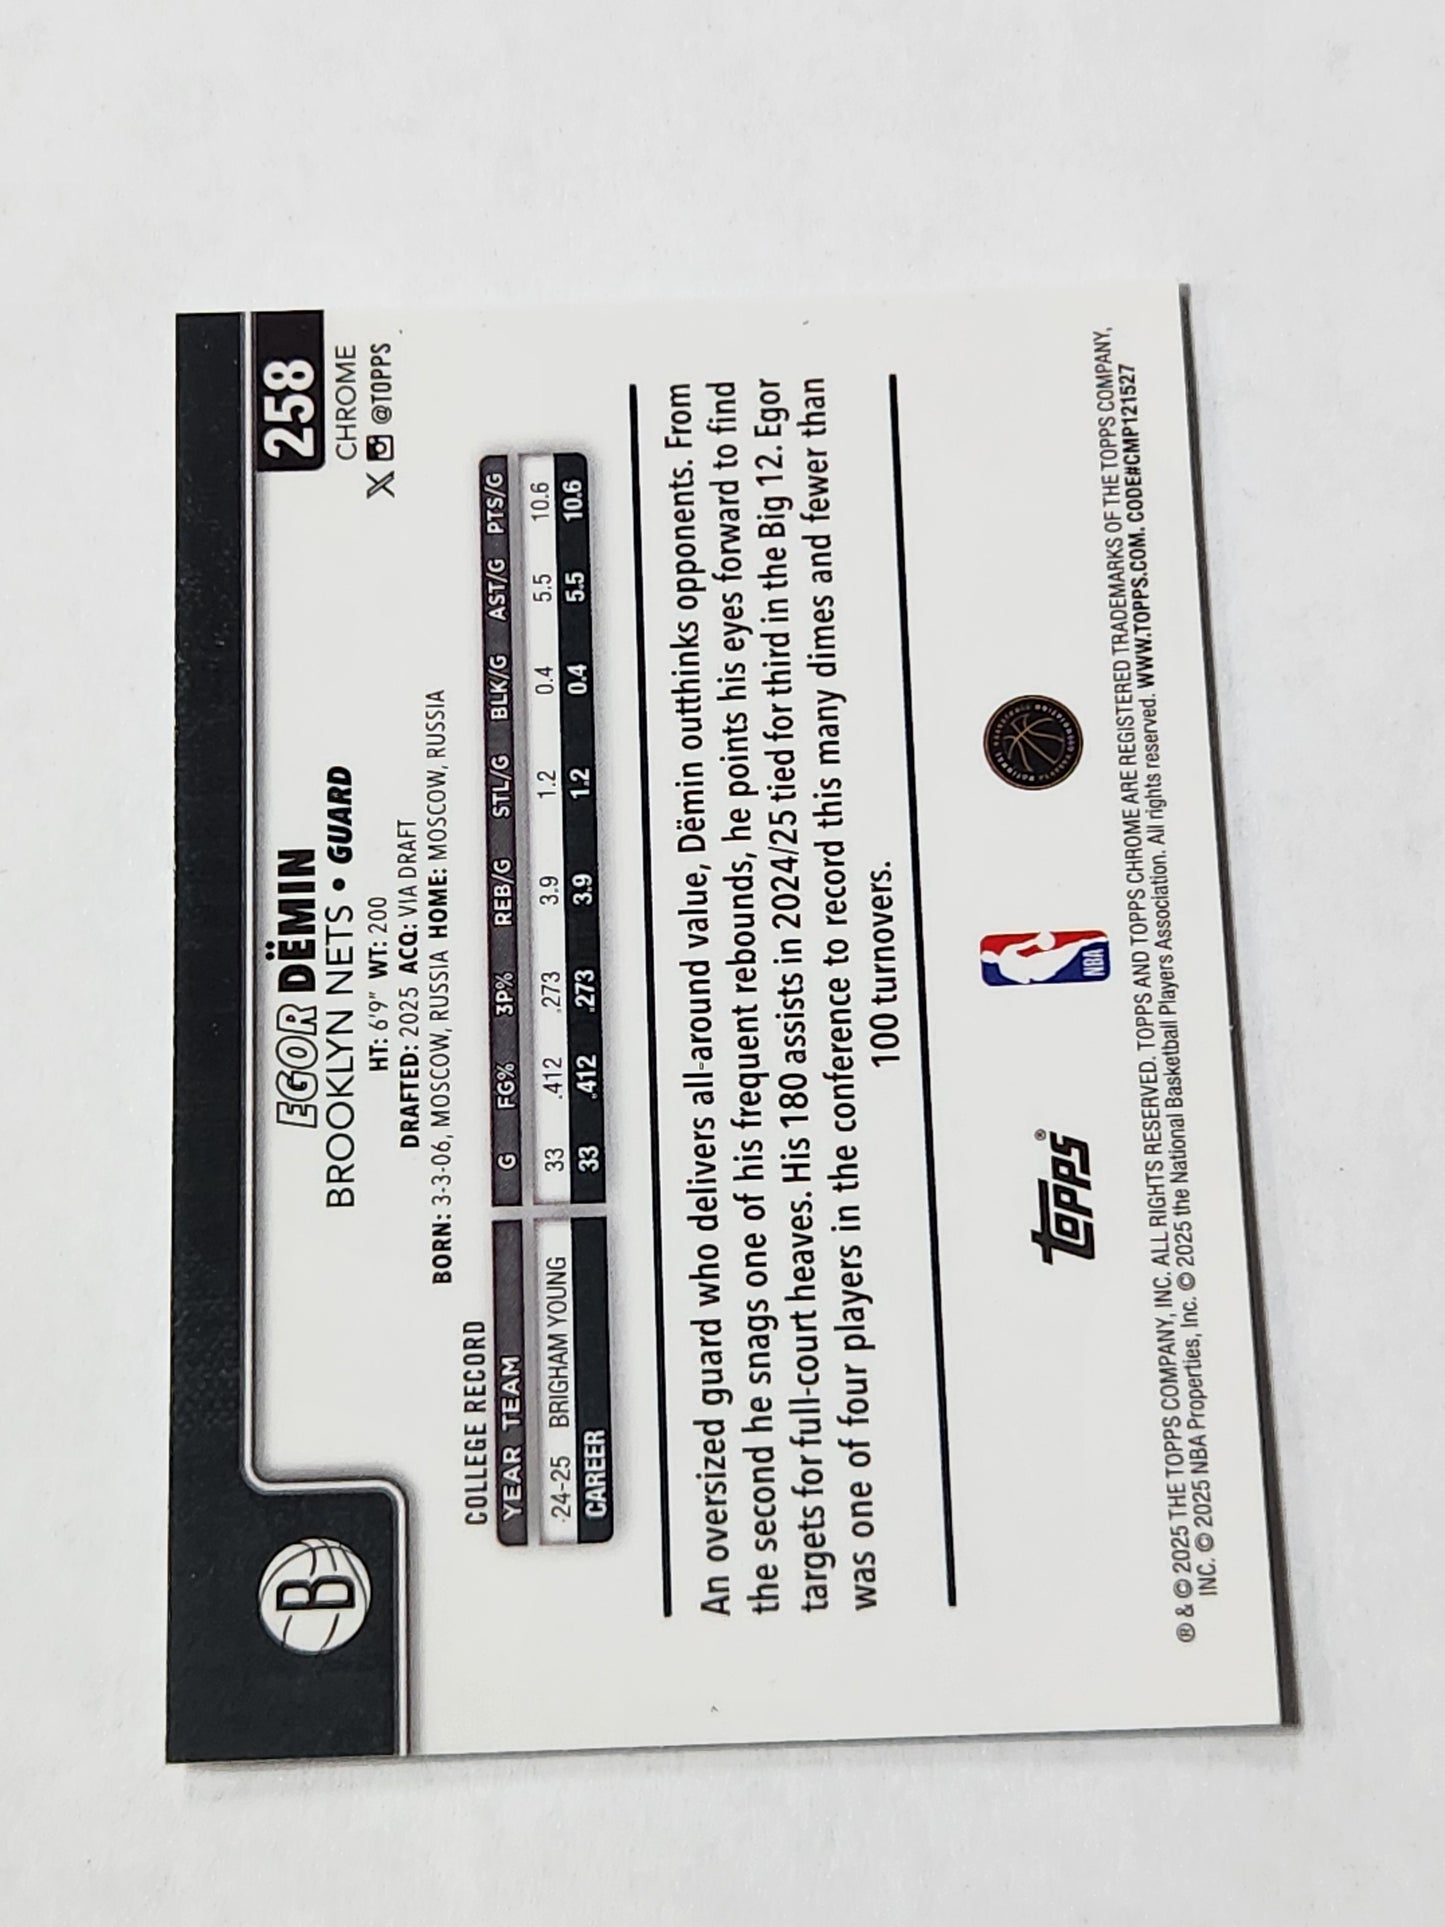 B
258
EGOR DËMIN
CHROME
BROOKLYN NETS • GUARD
X @TOPPS
HT: 6'9" WT: 200
DRAFTED: 2025 ACQ: VIA DRAFT
BORN: 3-3-06, MOSCOW, RUSSIA HOME: MOSCOW, RUSSIA
COLLEGE RECORD
YEAR TEAM G FG% 3P% REB/G STL/G BLK/G AST/G PTS/G
24-25 BRIGHAM YOUNG 33 .412 .273 3.9 1.2 0.4 5.5 10.6
CAREER 33 .412 .273 3.9 1.2 0.4 5.5 10.6
An oversized guard who delivers all-around value, Dëmin outthinks opponents. From
the second he snags one of his frequent rebounds, he points his eyes forward to find
targets for full-court heaves. His 180 assists in 2024/25 tied for third in the Big 12. Egor
was one of four players in the conference to record this many dimes and fewer than
100 turnovers.
topps®
NBA
® & © 2025 THE TOPPS COMPANY, INC. ALL RIGHTS RESERVED. TOPPS AND TOPPS CHROME ARE REGISTERED TRADEMARKS OF THE TOPPS COMPANY,
INC. © 2025 NBA Properties, Inc. © 2025 the National Basketball Players Association. All rights reserved. WWW.TOPPS.COM. CODE#CMP121527